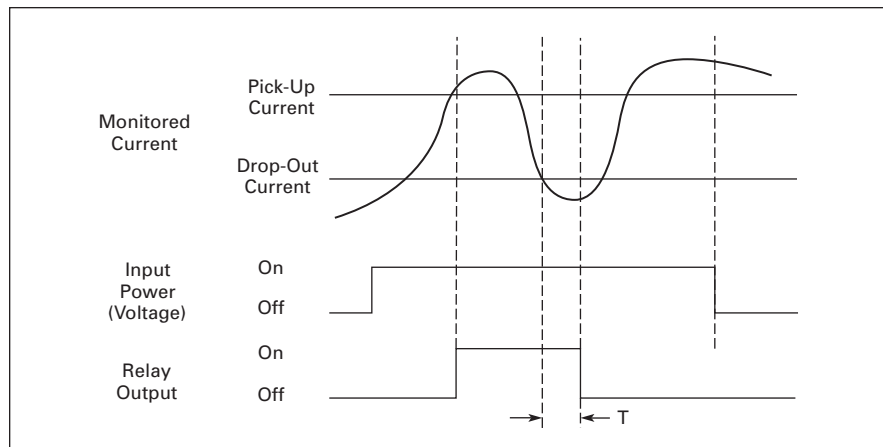 Pick-Up
Current
Monitored
Current
Drop-Out
Current
Input
Power
(Voltage)
On
Off
Relay
Output
On
Off
T